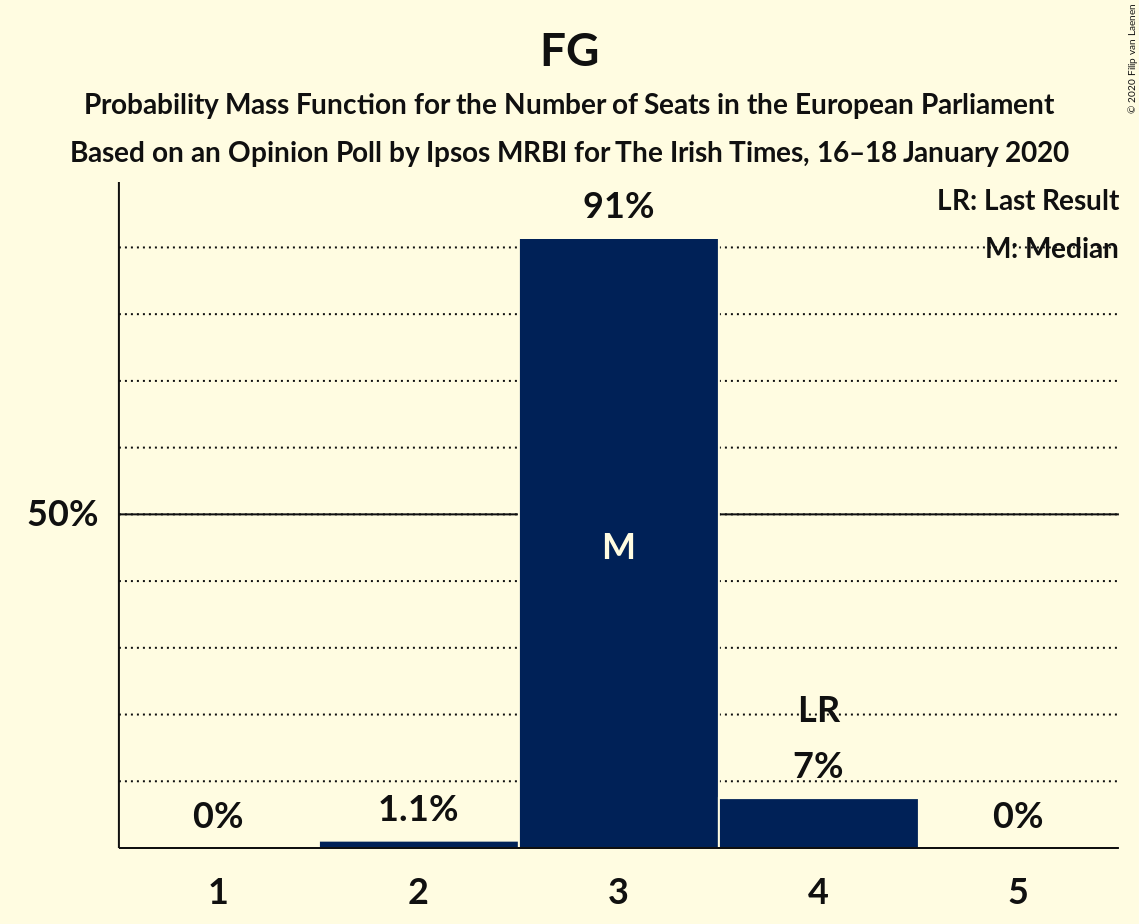 FG
Probability Mass Function for the Number of Seats in the European Parliament
Based on an Opinion Poll by Ipsos MRBI for The Irish Times, 16–18 January 2020
© 2020 Filip van Laenen
LR: Last Result
M: Median
91%
50%
M
LR
7%
0%
1.1%
0%
1
2
3
4
5